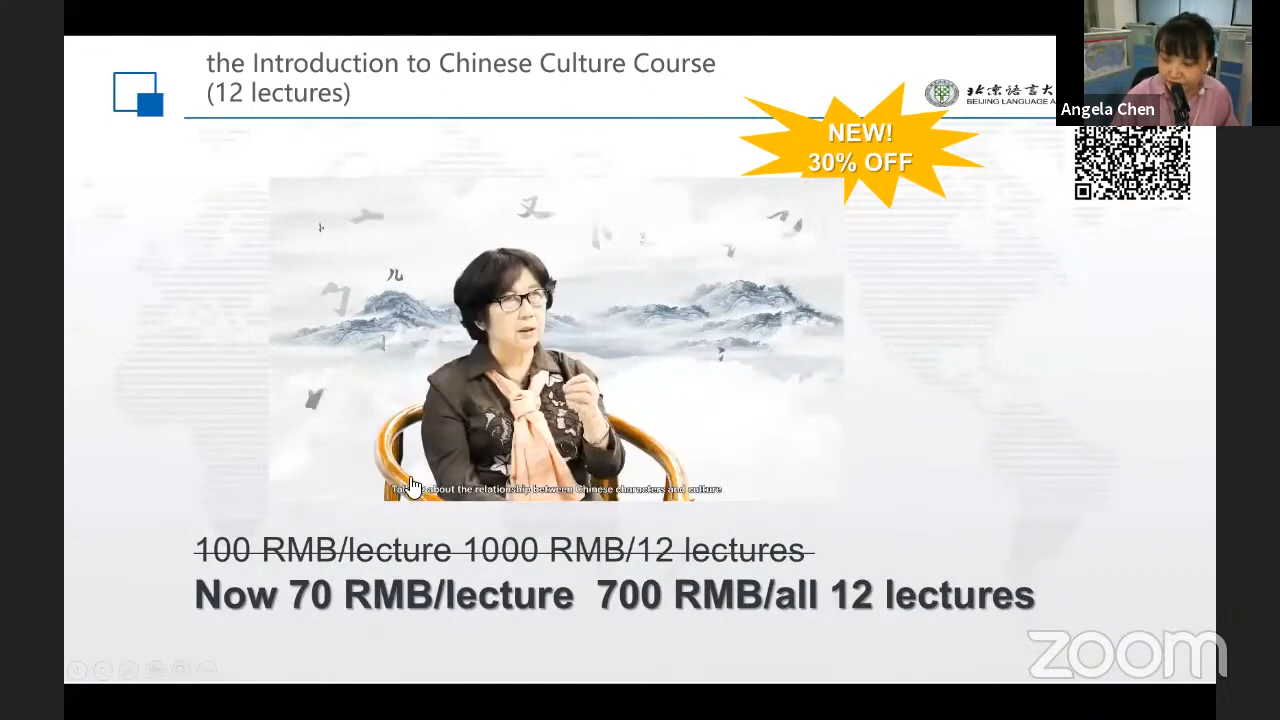 the Introduction to Chinese Culture Course
(12 lectures)
北京语言大
BEIJING LANGUAGE A
Angela Chen
NEW!
30% OFF
又
儿
about the relationship between Chinese characters and culture
100 RMB/lecture 1000 RMB/12 lectures
Now 70 RMB/lecture 700 RMB/all 12 lectures
zoom